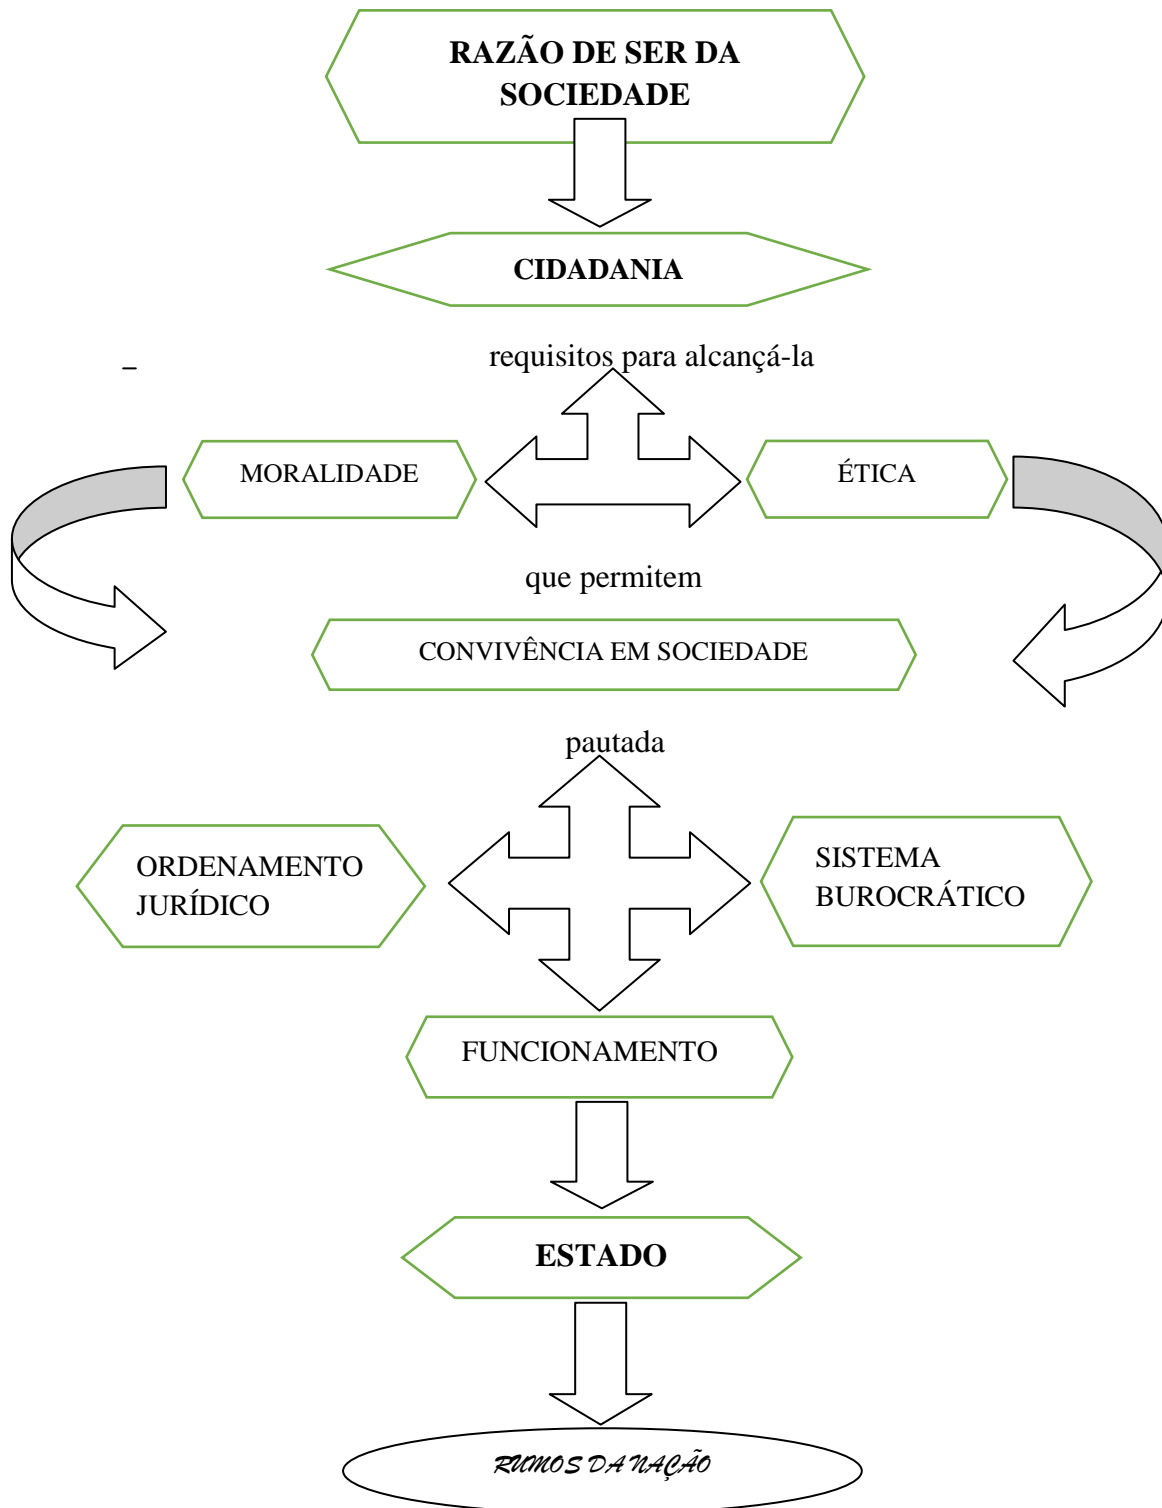 RAZÃO DE SER DA
SOCIEDADE
CIDADANIA
requisitos para alcançá-la
–
MORALIDADE
ÉTICA
que permitem
CONVIVÊNCIA EM SOCIEDADE
pautada
ORDENAMENTO
JURÍDICO
SISTEMA
BUROCRÁTICO
FUNCIONAMENTO
ESTADO
RUMOS DA NAÇÃO